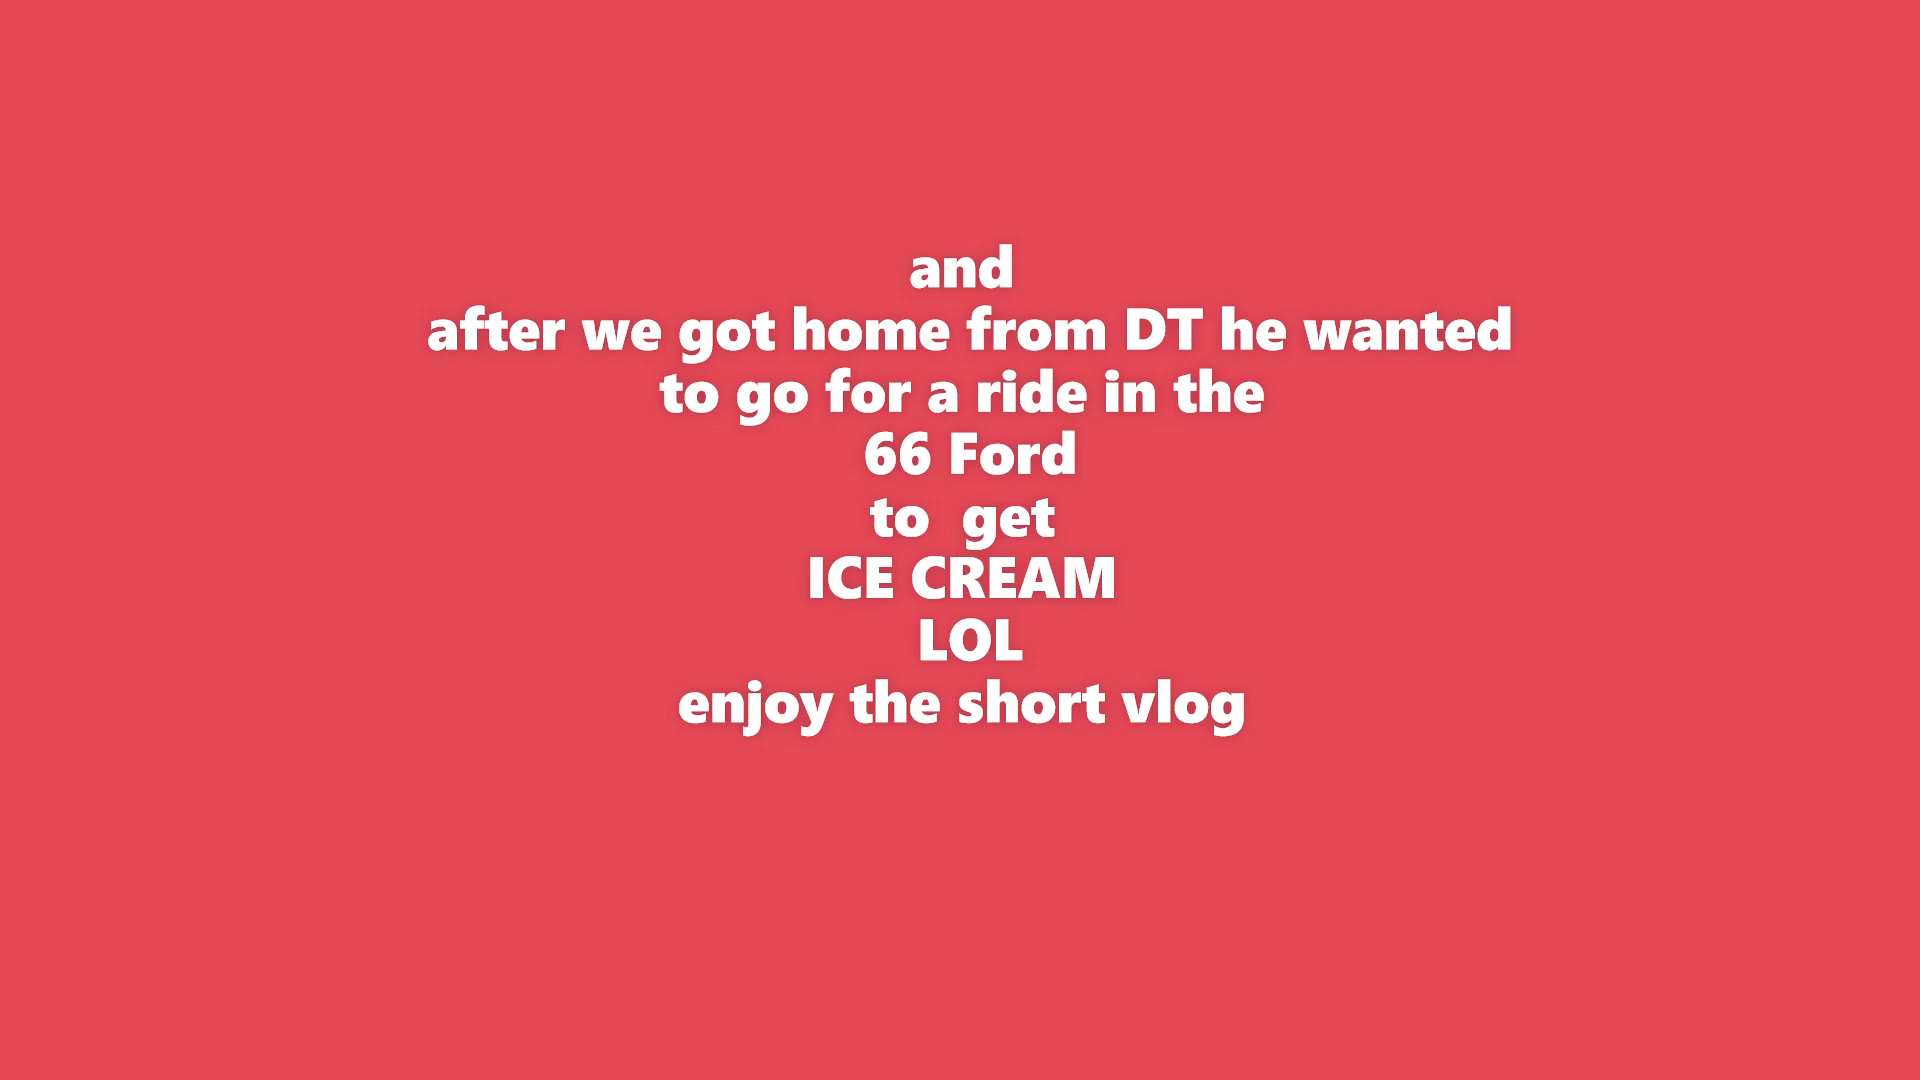 and
after we got home from DT he wanted
to go for a ride in the
66 Ford
to  get
ICE CREAM
LOL
enjoy the short vlog